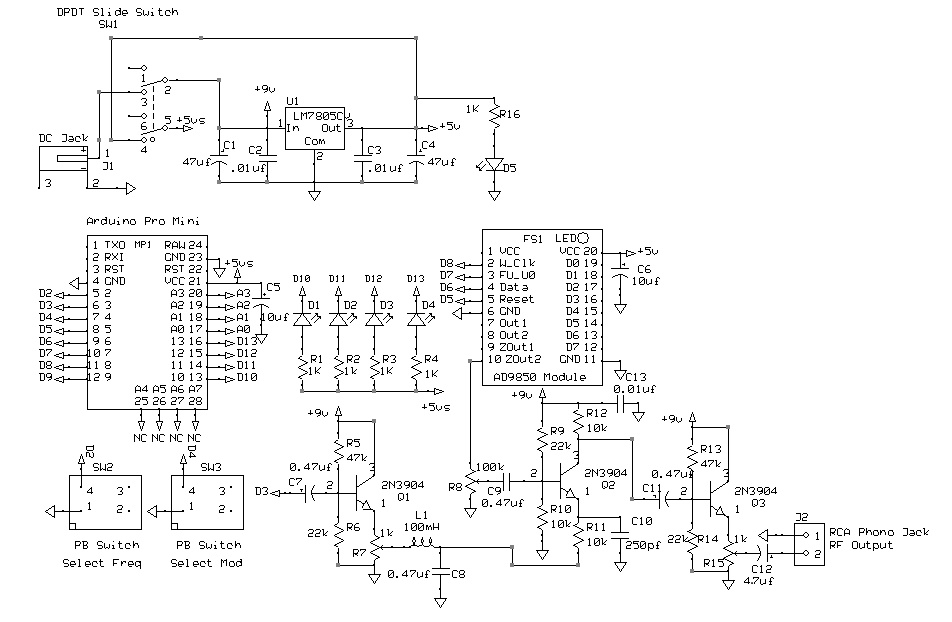 DPDT Slide Switch
SW1
1
2
3
5
6
4
+5vs
DC Jack
+
-
1
J1
3
2
+9v
U1
LM7805C
1
In
Out
3
Com
2
C1
47uf
C2
.01uf
C3
.01uf
C4
47uf
+5v
1K
R16
D5
Arduino Pro Mini
1 TXO MP1 RAW 24
2 RXI GND 23
3 RST RST 22
4 GND VCC 21
D2 5 2 A3 20 A3
D3 6 3 A2 19 A2
D4 7 4 A1 18 A1
D5 8 5 A0 17 A0
D6 9 6 13 16 D13
D7 10 7 12 15 D12
D8 11 8 11 14 D11
D9 12 9 10 13 D10
A4 A5 A6 A7
25 26 27 28
NC NC NC NC
+5vs
C5
10uf
D10 D11 D12 D13
D1 D2 D3 D4
R1 R2 R3 R4
1K 1k 1K 1K
+5vs
FS1 LED
1 VCC VCC 20
D8 2 W_Clk D0 19
D7 3 FU_U0 D1 18
D6 4 Data D2 17
D5 5 Reset D3 16
6 GND D4 15
7 Out1 D5 14
8 Out2 D6 13
9 ZOut1 D7 12
10 ZOut2 GND 11
AD9850 Module
+5v
C6
10uf
C13
0.01uf
D2
SW2
4 3
1 2
PB Switch
Select Freq
D4
SW3
4 3
1 2
PB Switch
Select Mod
+9v
R5
47k
0.47uf
D3
C7
2
3
2N3904
Q1
1
R6
22k
1k
R7
L1
100mH
0.47uf
C8
100k
R8
C9
0.47uf
+9v
R9
22k
R12
10k
2
3
2N3904
Q2
1
R10
10k
R11
10k
C10
250pf
+9v
R13
47k
0.47uf
C11
2
3
2N3904
Q3
1
22k
R14
1k
R15
C12
4.7uf
J2
1
2
RCA Phono Jack
RF Output